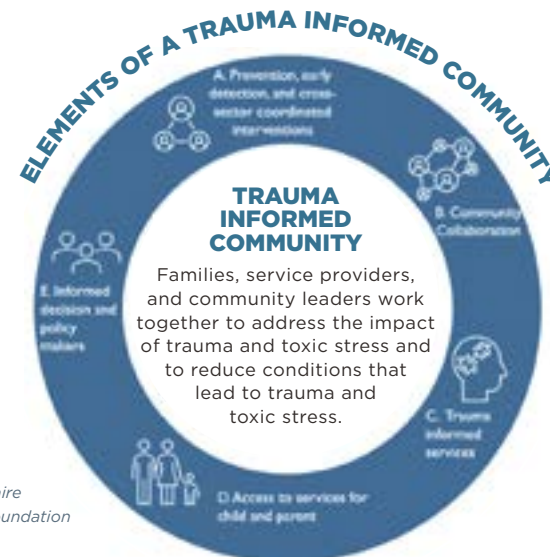 ELEMENTS OF A TRAUMA INFORMED COMMUNITY
A. Prevention, early
detection, and cross-
sector coordinated
interventions
B. Community
Collaboration
C. Trauma
informed
services
D. Access to services for
child and parent
E. Informed
decision and
policy
makers
TRAUMA
INFORMED
COMMUNITY
Families, service providers,
and community leaders work
together to address the impact
of trauma and toxic stress and
to reduce conditions that
lead to trauma and
toxic stress.
ire
undation